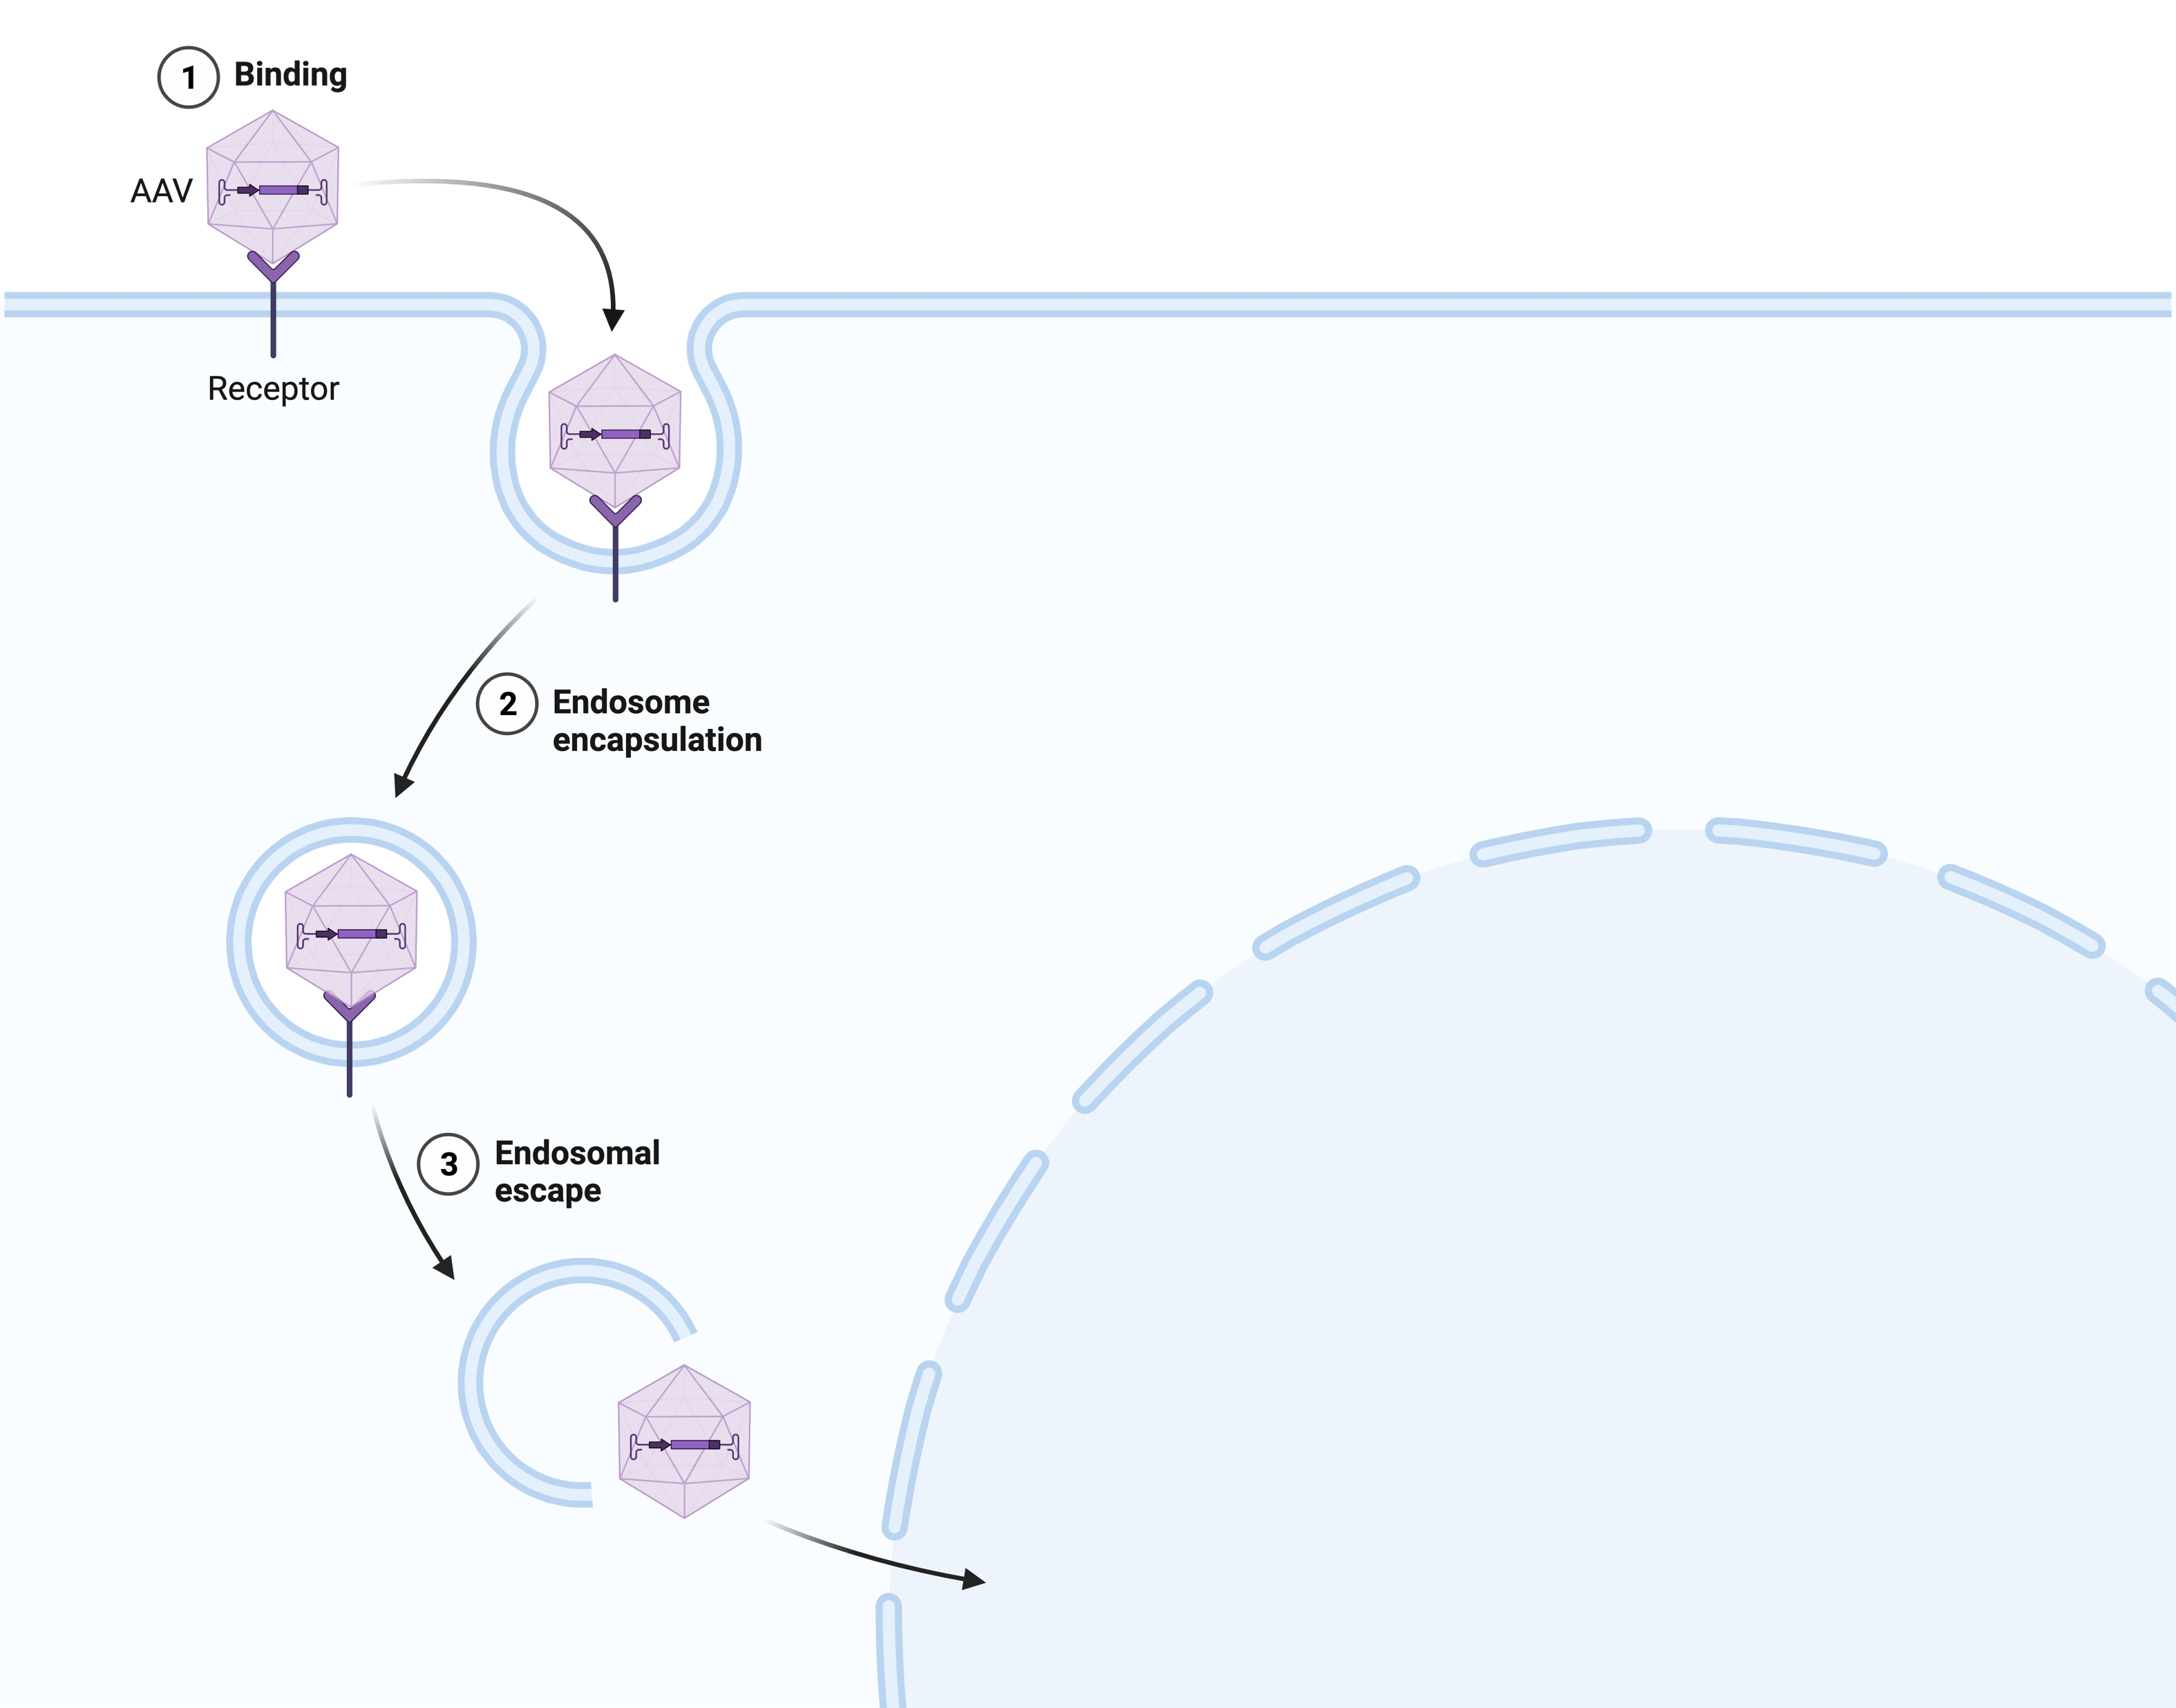 1 Binding
AAV
Receptor
2 Endosome
encapsulation
3 Endosomal
escape